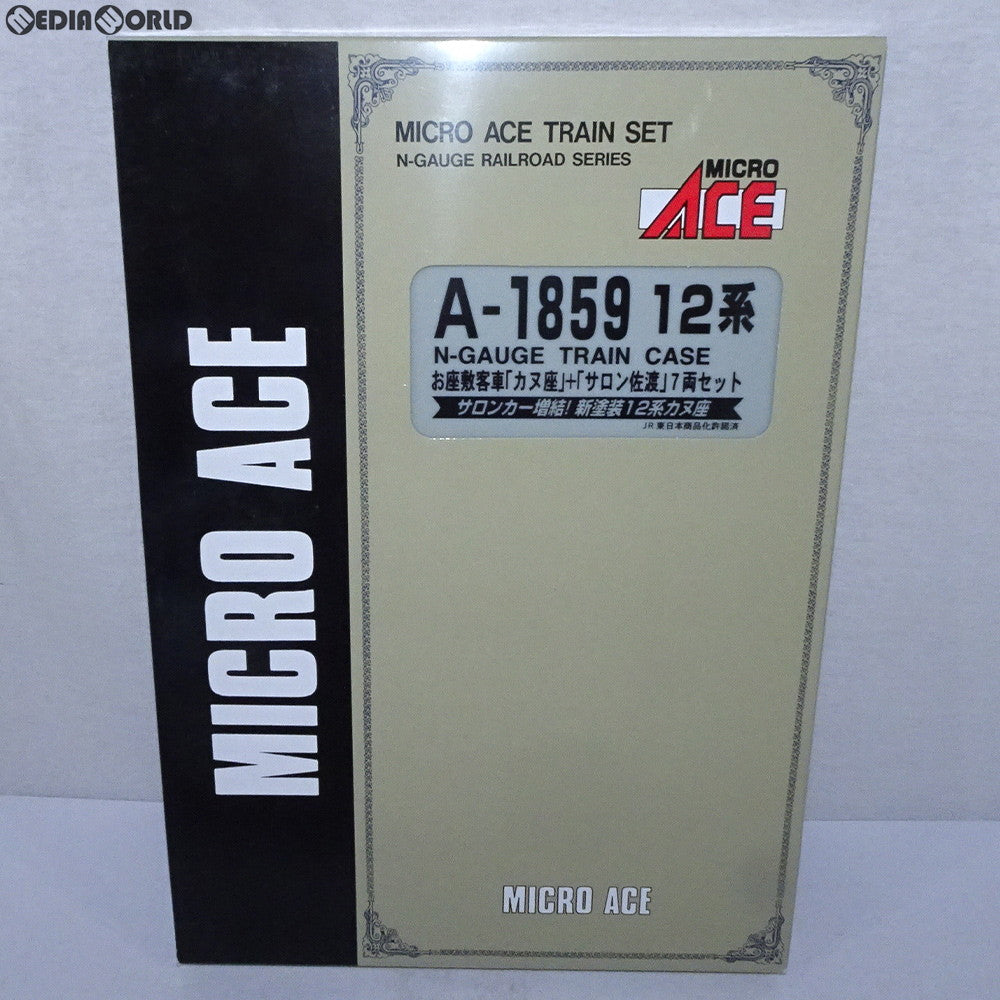 MEDIAWORLD
MICRO ACE TRAIN SET
N-GAUGE RAILROAD SERIES
MICRO
ACE
A-1859 12系
N-GAUGE TRAIN CASE
お座敷客車「カヌ座」+「サロン佐渡」7両セット
サロンカー増結! 新塗装12系カヌ座
JR東日本商品化許諾済
MICRO ACE
MICRO ACE